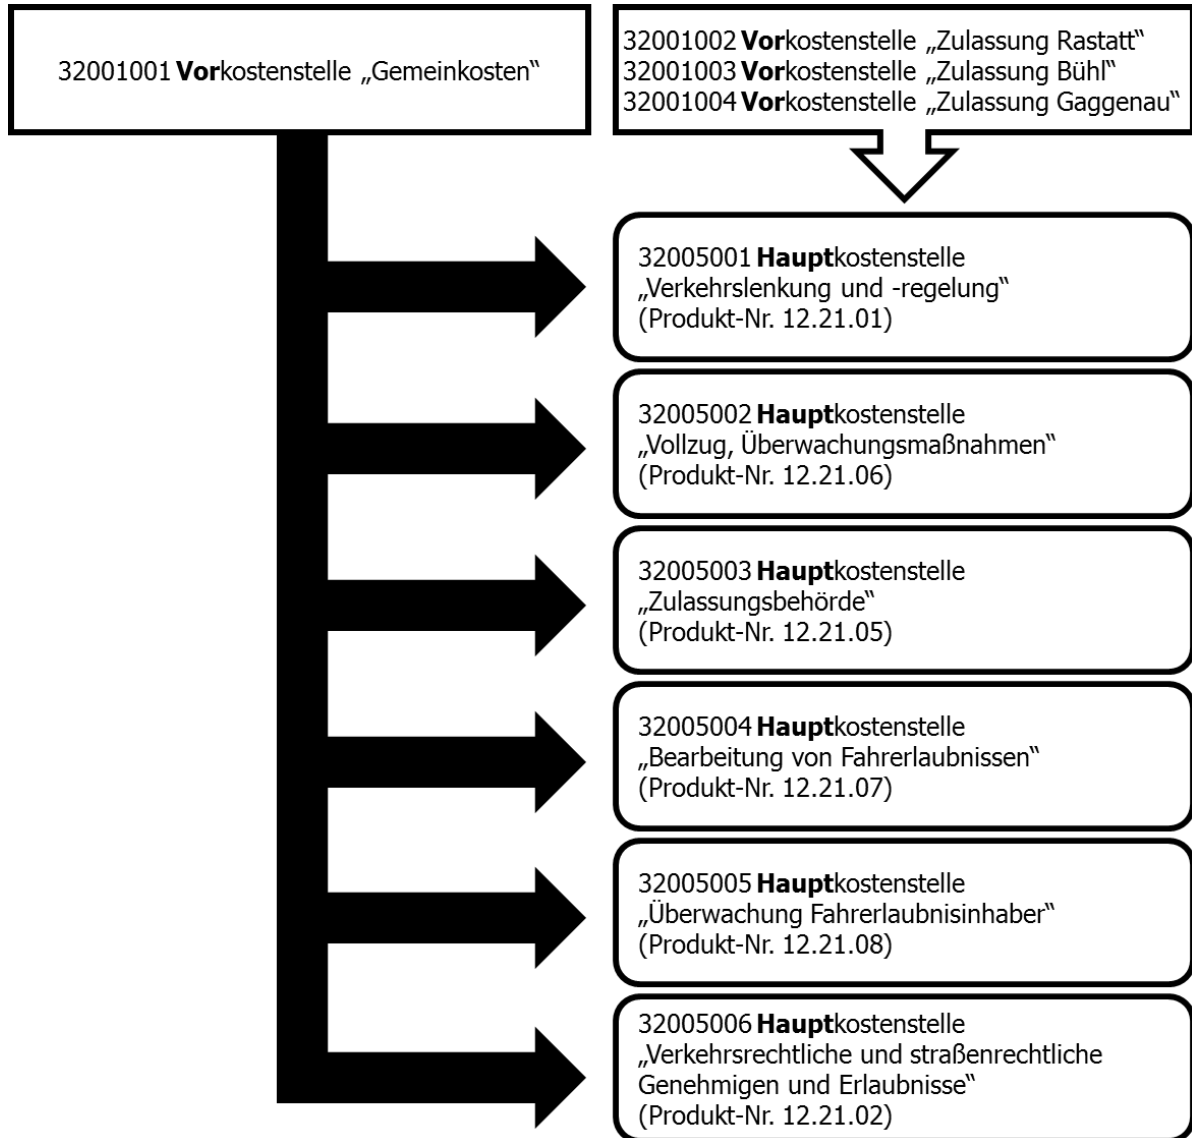 32001001 Vorkostenstelle „Gemeinkosten“
32001002 Vorkostenstelle „Zulassung Rastatt“
32001003 Vorkostenstelle „Zulassung Bühl“
32001004 Vorkostenstelle „Zulassung Gaggenau“
32005001 Hauptkostenstelle
„Verkehrslenkung und -regelung“
(Produkt-Nr. 12.21.01)
32005002 Hauptkostenstelle
„Vollzug, Überwachungsmaßnahmen“
(Produkt-Nr. 12.21.06)
32005003 Hauptkostenstelle
„Zulassungsbehörde“
(Produkt-Nr. 12.21.05)
32005004 Hauptkostenstelle
„Bearbeitung von Fahrerlaubnissen“
(Produkt-Nr. 12.21.07)
32005005 Hauptkostenstelle
„Überwachung Fahrerlaubnisinhaber“
(Produkt-Nr. 12.21.08)
32005006 Hauptkostenstelle
„Verkehrsrechtliche und straßenrechtliche
Genehmigen und Erlaubnisse“
(Produkt-Nr. 12.21.02)